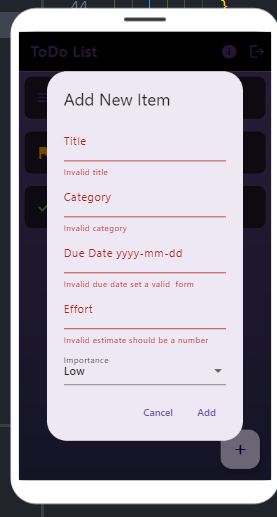 44
}
ToDo List
Add New Item
Title
Invalid title
Category
Invalid category
Due Date yyyy-mm-dd
Invalid due date set a valid form
Effort
Invalid estimate should be a number
Importance
Low
Cancel
Add
+